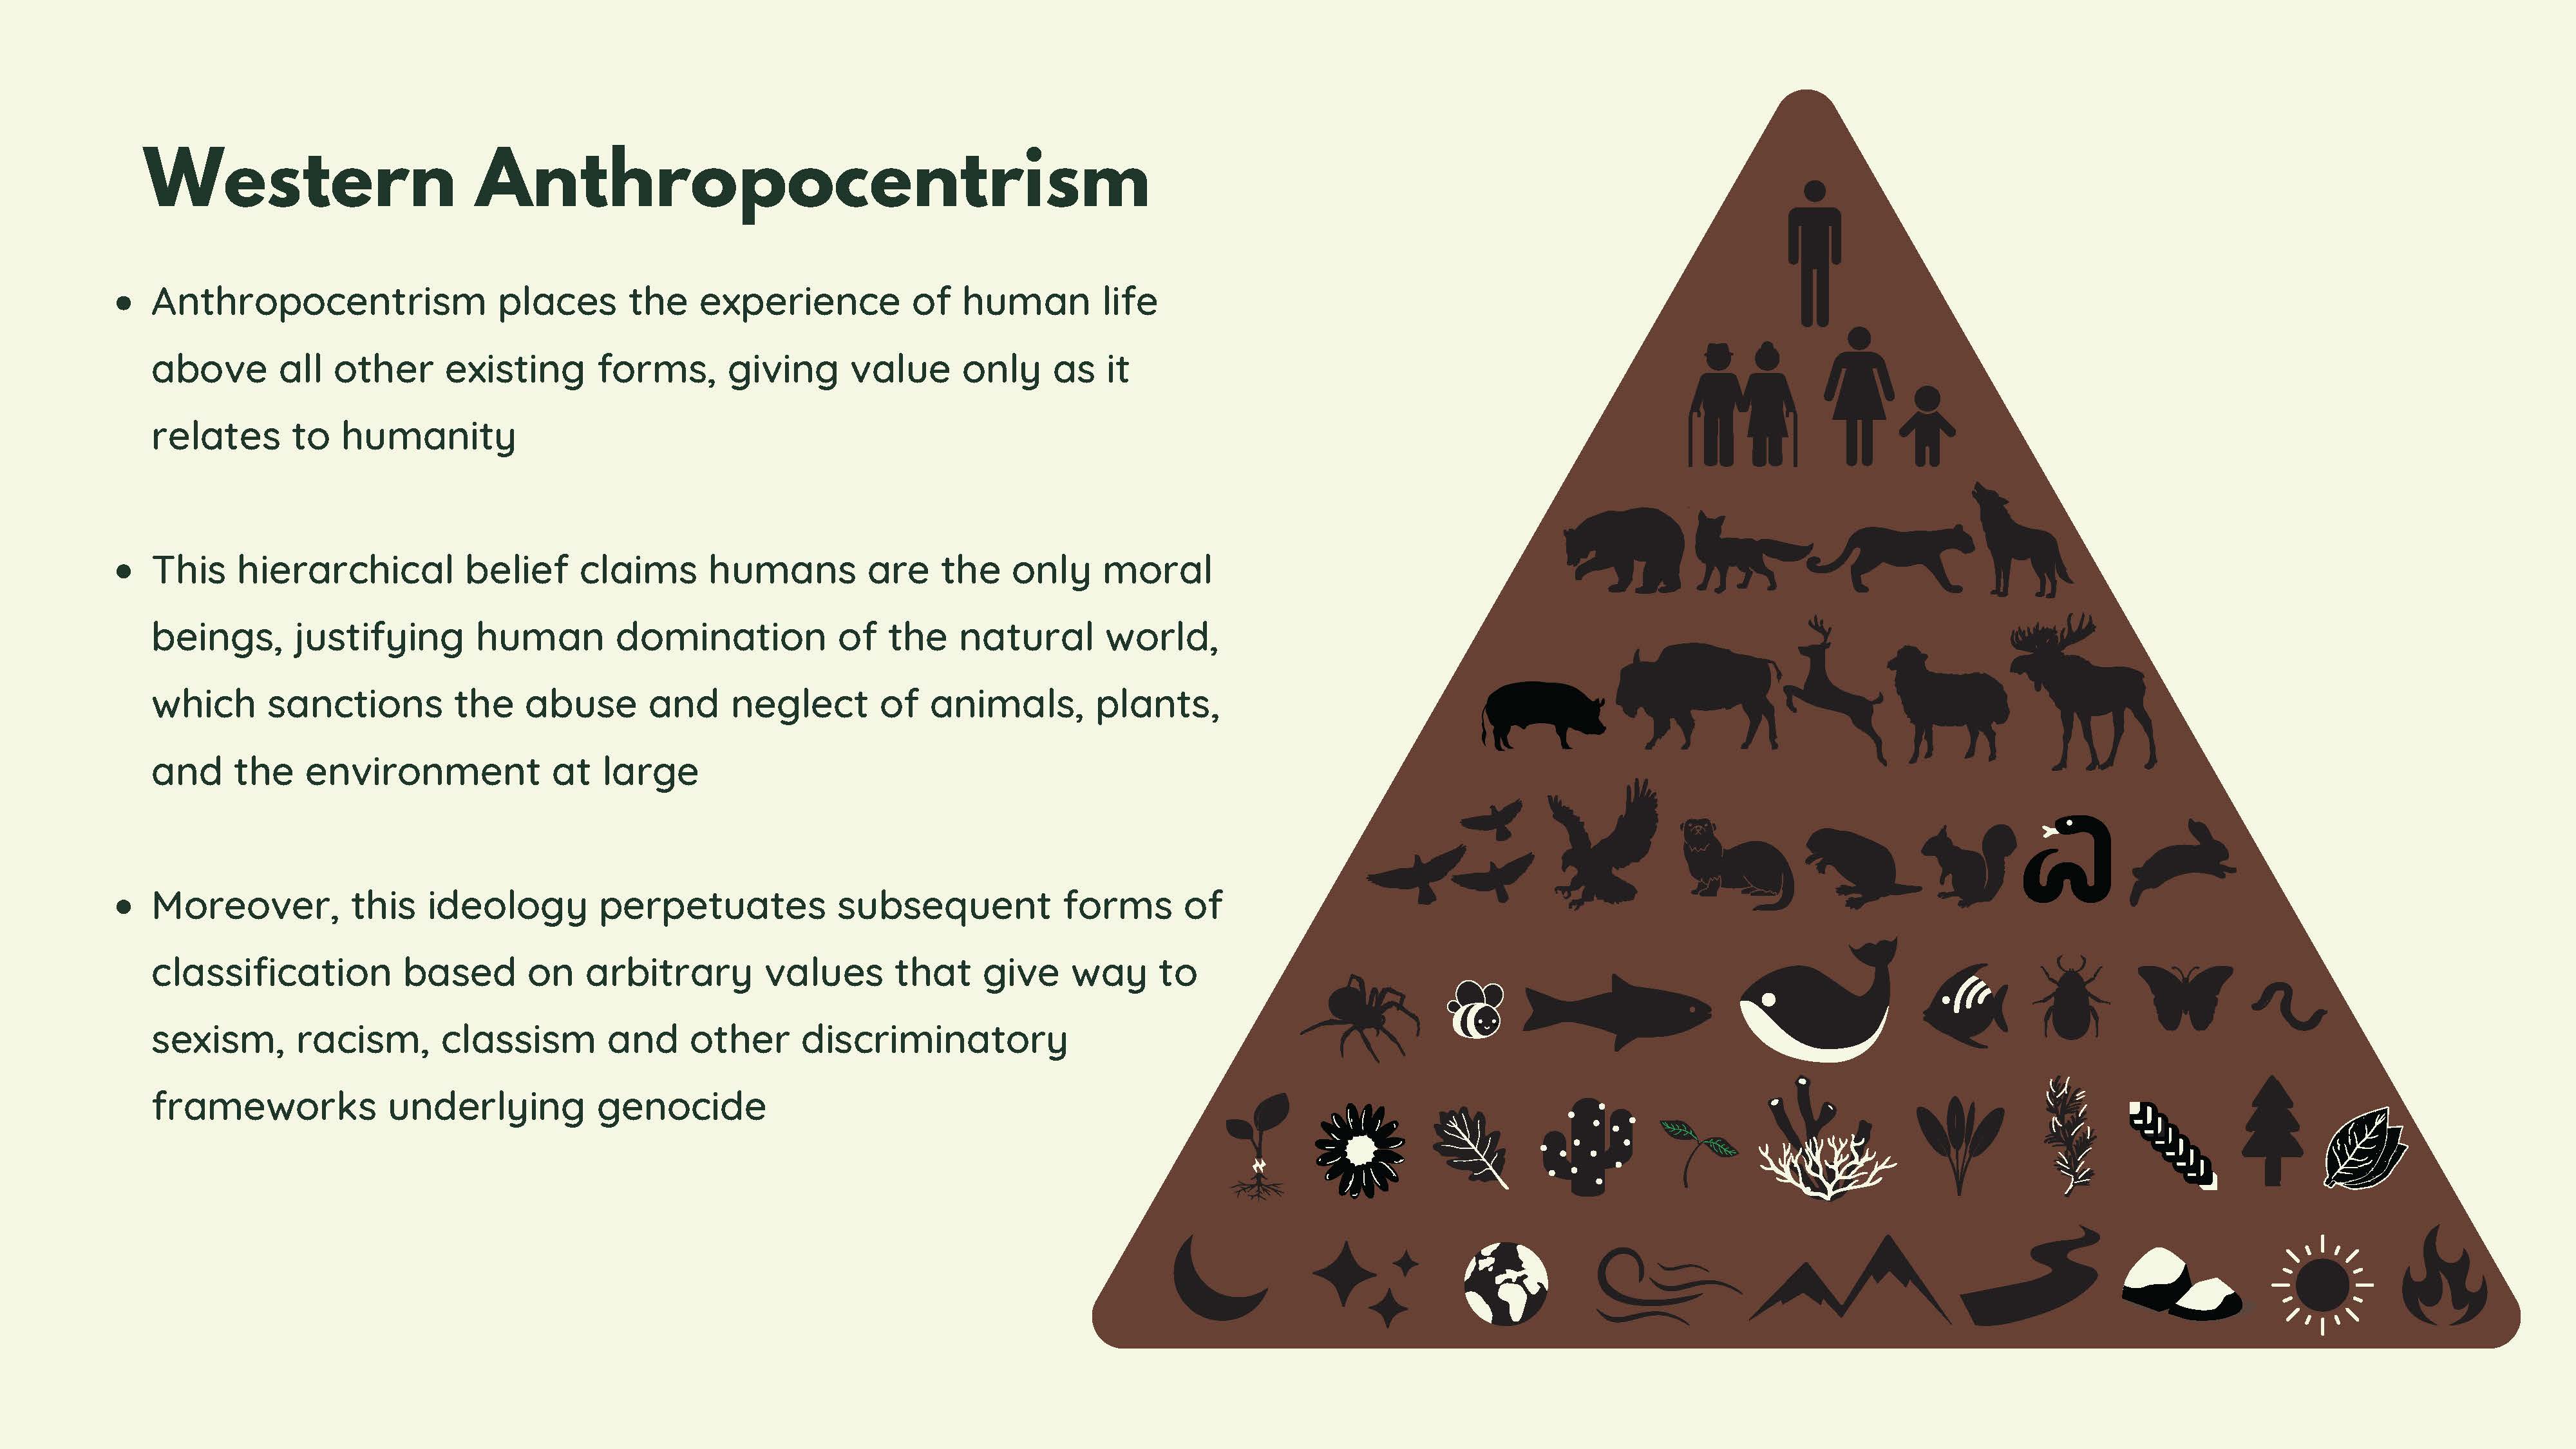 Western Anthropocentrism
• Anthropocentrism places the experience of human life
above all other existing forms, giving value only as it
relates to humanity
• This hierarchical belief claims humans are the only moral
beings, justifying human domination of the natural world,
which sanctions the abuse and neglect of animals, plants,
and the environment at large
• Moreover, this ideology perpetuates subsequent forms of
classification based on arbitrary values that give way to
sexism, racism, classism and other discriminatory
frameworks underlying genocide